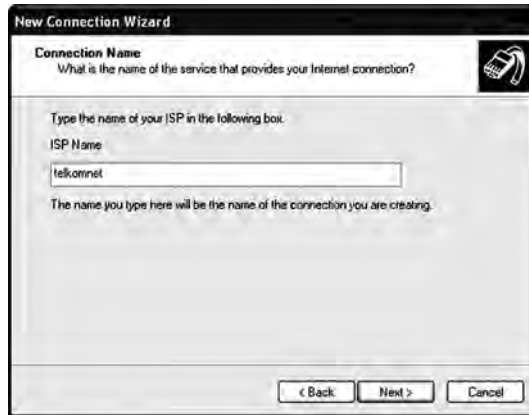 New Connection Wizard
Connection Name
What is the name of the service that provides your Internet connection?
Type the name of your ISP in the following box.
ISP Name
telkomnet
The name you type here will be the name of the connection you are creating.
< Back
Next >
Cancel